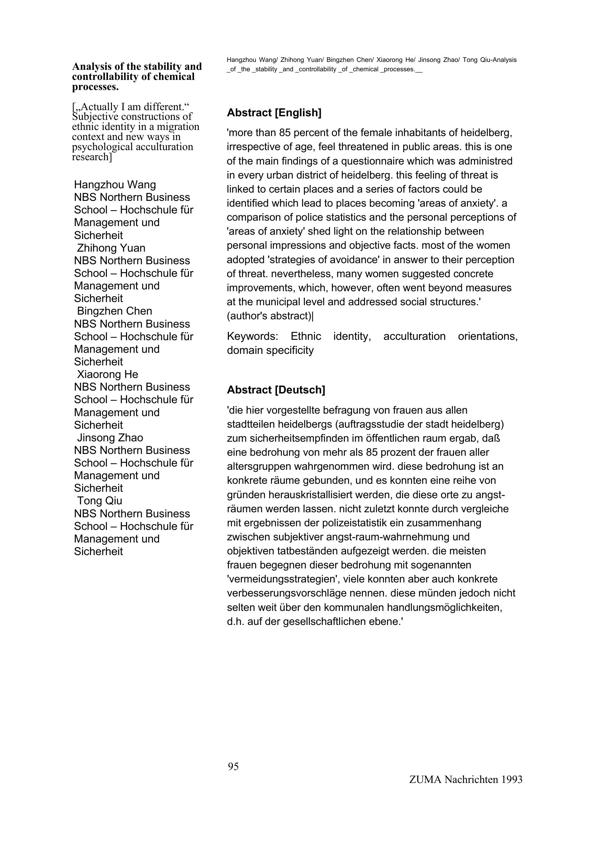 Analysis of the stability and
controllability of chemical
processes.
[„Actually I am different.“
Subjective constructions of
ethnic identity in a migration
context and new ways in
psychological acculturation
research]
Hangzhou Wang
NBS Northern Business
School – Hochschule für
Management und
Sicherheit
Zhihong Yuan
NBS Northern Business
School – Hochschule für
Management und
Sicherheit
Bingzhen Chen
NBS Northern Business
School – Hochschule für
Management und
Sicherheit
Xiaorong He
NBS Northern Business
School – Hochschule für
Management und
Sicherheit
Jinsong Zhao
NBS Northern Business
School – Hochschule für
Management und
Sicherheit
Tong Qiu
NBS Northern Business
School – Hochschule für
Management und
Sicherheit
Hangzhou Wang/ Zhihong Yuan/ Bingzhen Chen/ Xiaorong He/ Jinsong Zhao/ Tong Qiu-Analysis
_of _the _stability _and _controllability _of _chemical _processes.__
Abstract [English]
'more than 85 percent of the female inhabitants of heidelberg,
irrespective of age, feel threatened in public areas. this is one
of the main findings of a questionnaire which was administred
in every urban district of heidelberg. this feeling of threat is
linked to certain places and a series of factors could be
identified which lead to places becoming 'areas of anxiety'. a
comparison of police statistics and the personal perceptions of
'areas of anxiety' shed light on the relationship between
personal impressions and objective facts. most of the women
adopted 'strategies of avoidance' in answer to their perception
of threat. nevertheless, many women suggested concrete
improvements, which, however, often went beyond measures
at the municipal level and addressed social structures.'
(author's abstract)|
Keywords: Ethnic identity, acculturation orientations,
domain specificity
Abstract [Deutsch]
'die hier vorgestellte befragung von frauen aus allen
stadtteilen heidelbergs (auftragsstudie der stadt heidelberg)
zum sicherheitsempfinden im öffentlichen raum ergab, daß
eine bedrohung von mehr als 85 prozent der frauen aller
altersgruppen wahrgenommen wird. diese bedrohung ist an
konkrete räume gebunden, und es konnten eine reihe von
gründen herauskristallisiert werden, die diese orte zu angst-
räumen werden lassen. nicht zuletzt konnte durch vergleiche
mit ergebnissen der polizeistatistik ein zusammenhang
zwischen subjektiver angst-raum-wahrnehmung und
objektiven tatbeständen aufgezeigt werden. die meisten
frauen begegnen dieser bedrohung mit sogenannten
'vermeidungsstrategien', viele konnten aber auch konkrete
verbesserungsvorschläge nennen. diese münden jedoch nicht
selten weit über den kommunalen handlungsmöglichkeiten,
d.h. auf der gesellschaftlichen ebene.'
95
ZUMA Nachrichten 1993